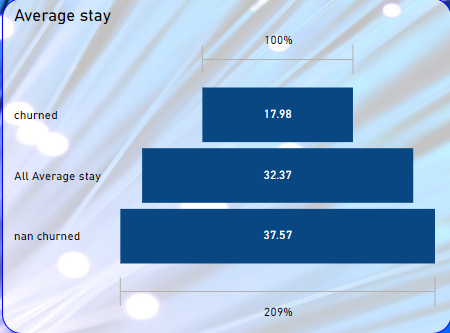 Average stay
100%
churned
17.98
All Average stay
32.37
nan churned
37.57
209%